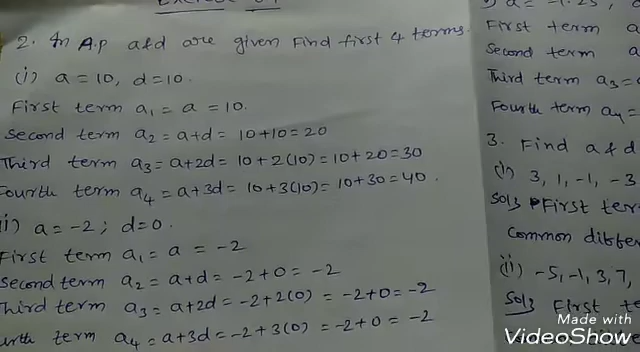 2. In A.p a&d are given Find first 4 terms.
(i) a=10, d=10.
First term a₁ = a = 10.
Second term a₂ = a+d = 10+10=20
Third term a₃ = a+2d = 10+2(10)=10+20=30
Fourth term a₄ = a+3d = 10+3(10)=10+30=40.
ii) a=-2; d=0.
First term a₁ = a = -2
Second term a₂ = a+d = -2+0 = -2
Third term a₃ = a+2d = -2+2(0) = -2+0=-2
urth term a₄ = a+3d = -2+3(0) = -2+0 = -2
a = -1.25,
First term a
Second term a
Third term a₃=
Fourth term a₄=
3. Find a & d
(i) 3, 1, -1, -3
First ter
Common differ
(ii) -5, -1, 3, 7,
First te
Made with
VideoShow